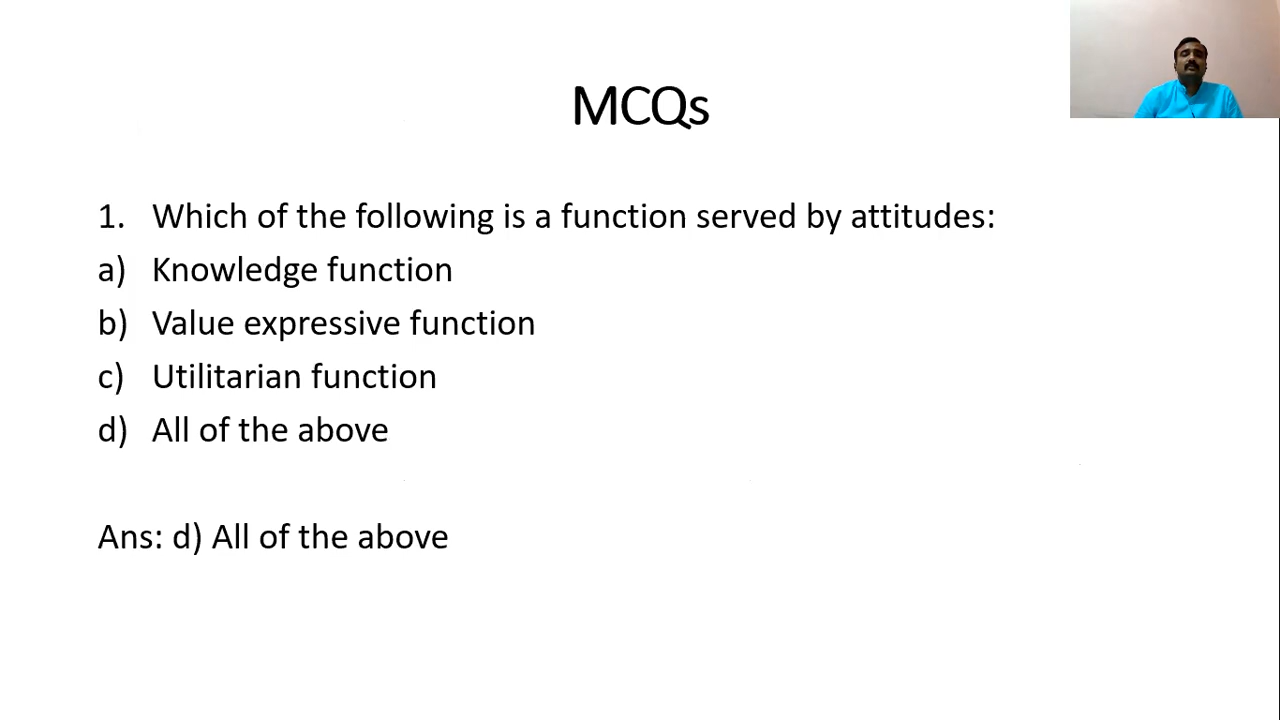 MCQs
1. Which of the following is a function served by attitudes:
a) Knowledge function
b) Value expressive function
c) Utilitarian function
d) All of the above
Ans: d) All of the above